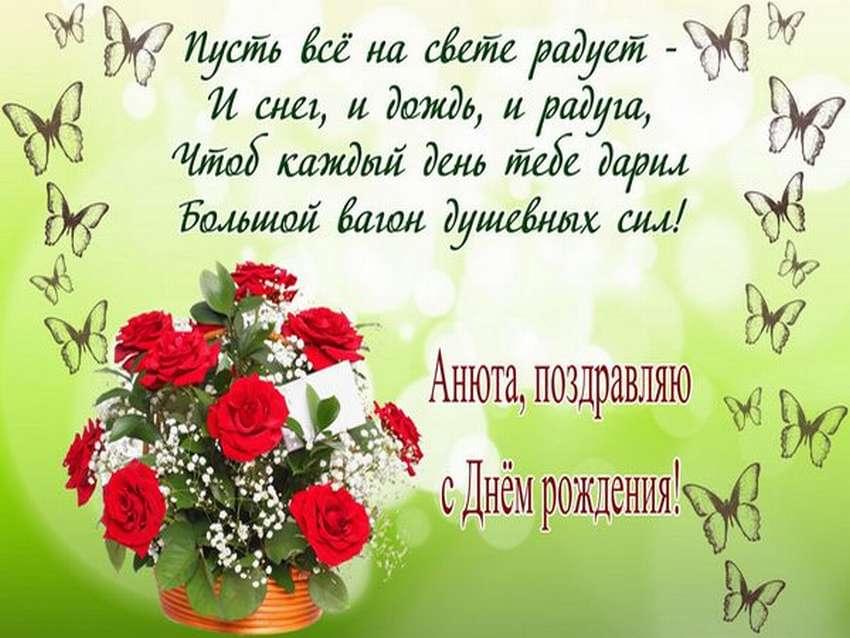 Пусть всё на свете радует -
И снег, и дождь, и радуга,
Чтоб каждый день тебе дарил
Большой вагон душевных сил!
Анюта, поздравляю
с Днём рождения!